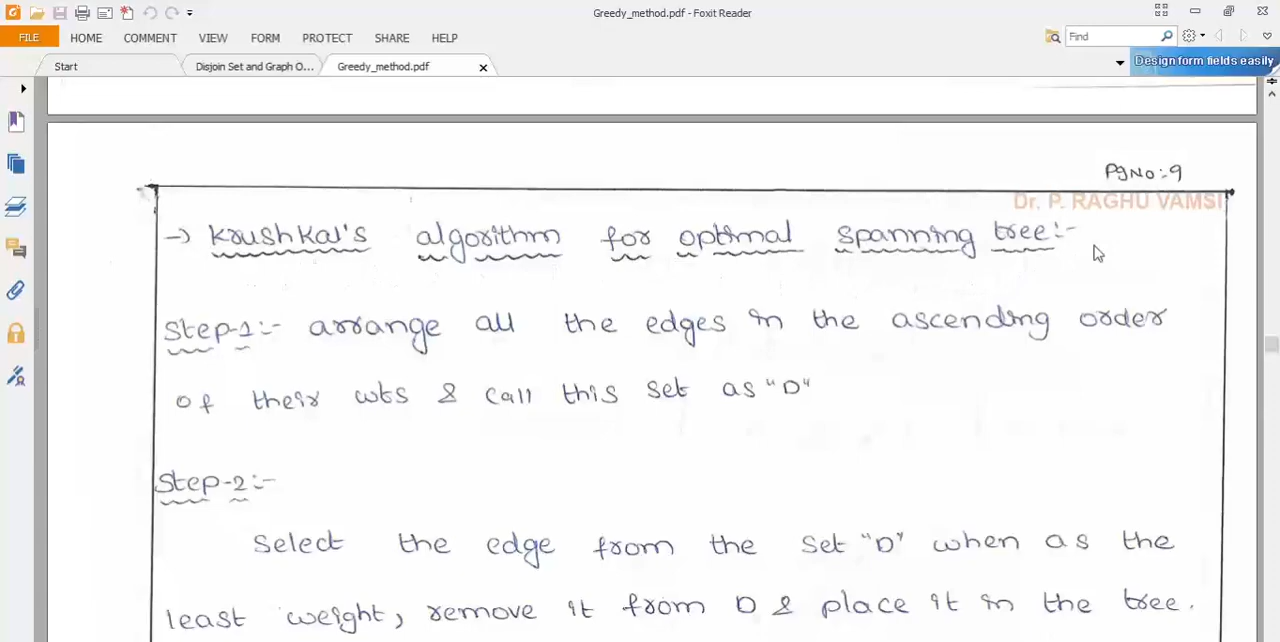 Greedy_method.pdf - Foxit Reader
FILE HOME COMMENT VIEW FORM PROTECT SHARE HELP
Find
Start Disjoin Set and Graph O... Greedy_method.pdf
Design form fields easily
PgNo:-9
Dr. P. RAGHU VAMSI
→ Krushkal's algorithm for optimal spanning tree:-
Step-1:- arrange all the edges in the ascending order
of their wts & call this set as "D"
Step-2:-
Select the edge from the set "D" when as the
least weight, remove it from D & place it in the tree.